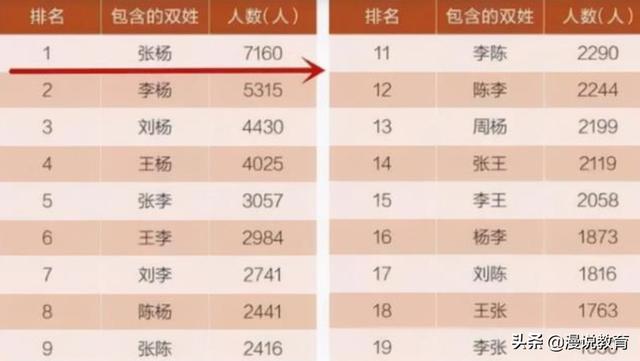 排名 包含的双姓 人数(人)
1 张杨 7160
2 李杨 5315
3 刘杨 4430
4 王杨 4025
5 张李 3057
6 王李 2984
7 刘李 2741
8 陈杨 2441
9 张陈 2416
排名 包含的双姓 人数(人)
11 李陈 2290
12 陈李 2244
13 周杨 2199
14 张王 2119
15 李王 2058
16 杨李 1873
17 刘陈 1816
18 王张 1763
19 李张
头条 @漫说教育